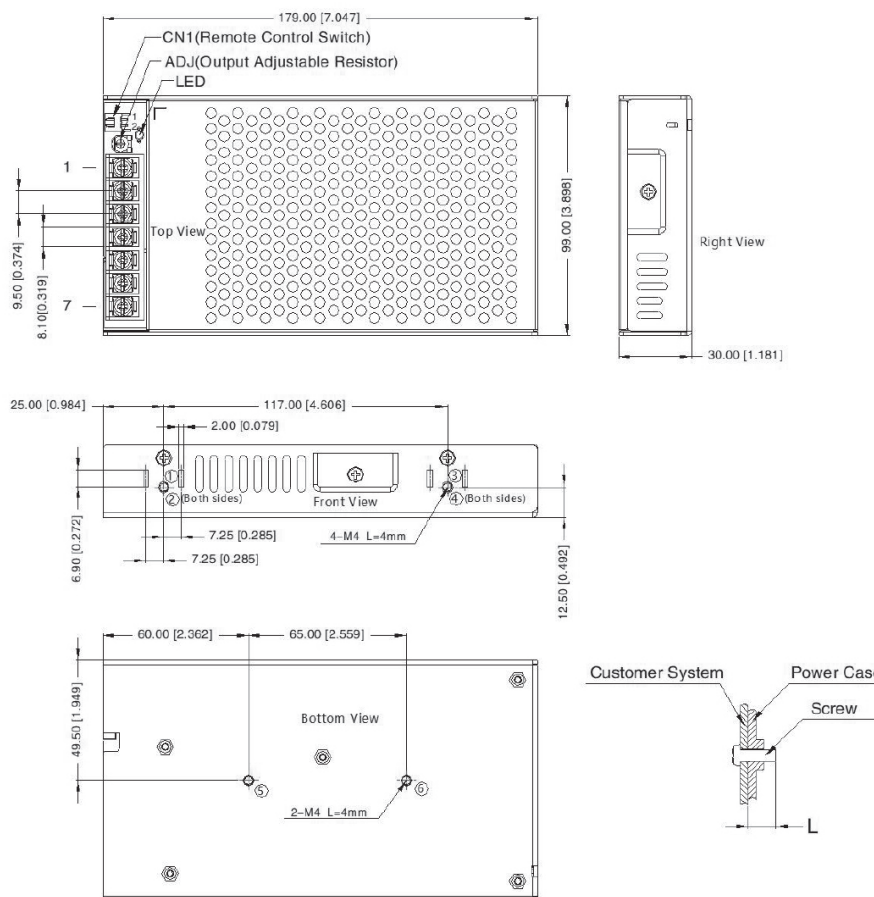 179.00 [7.047]
CN1(Remote Control Switch)
ADJ(Output Adjustable Resistor)
LED
1
2
1
7
9.50 [0.374]
8.10[0.319]
Top View
99.00 [3.898]
Right View
30.00 [1.181]
25.00 [0.984]
117.00 [4.606]
2.00 [0.079]
①
③
②(Both sides)
Front View
④(Both sides)
7.25 [0.285]
4-M4 L=4mm
7.25 [0.285]
6.90 [0.272]
12.50 [0.492]
60.00 [2.362]
65.00 [2.559]
49.50 [1.949]
Bottom View
⑤
⑥
2-M4 L=4mm
Customer System
Power Cas
Screw
L